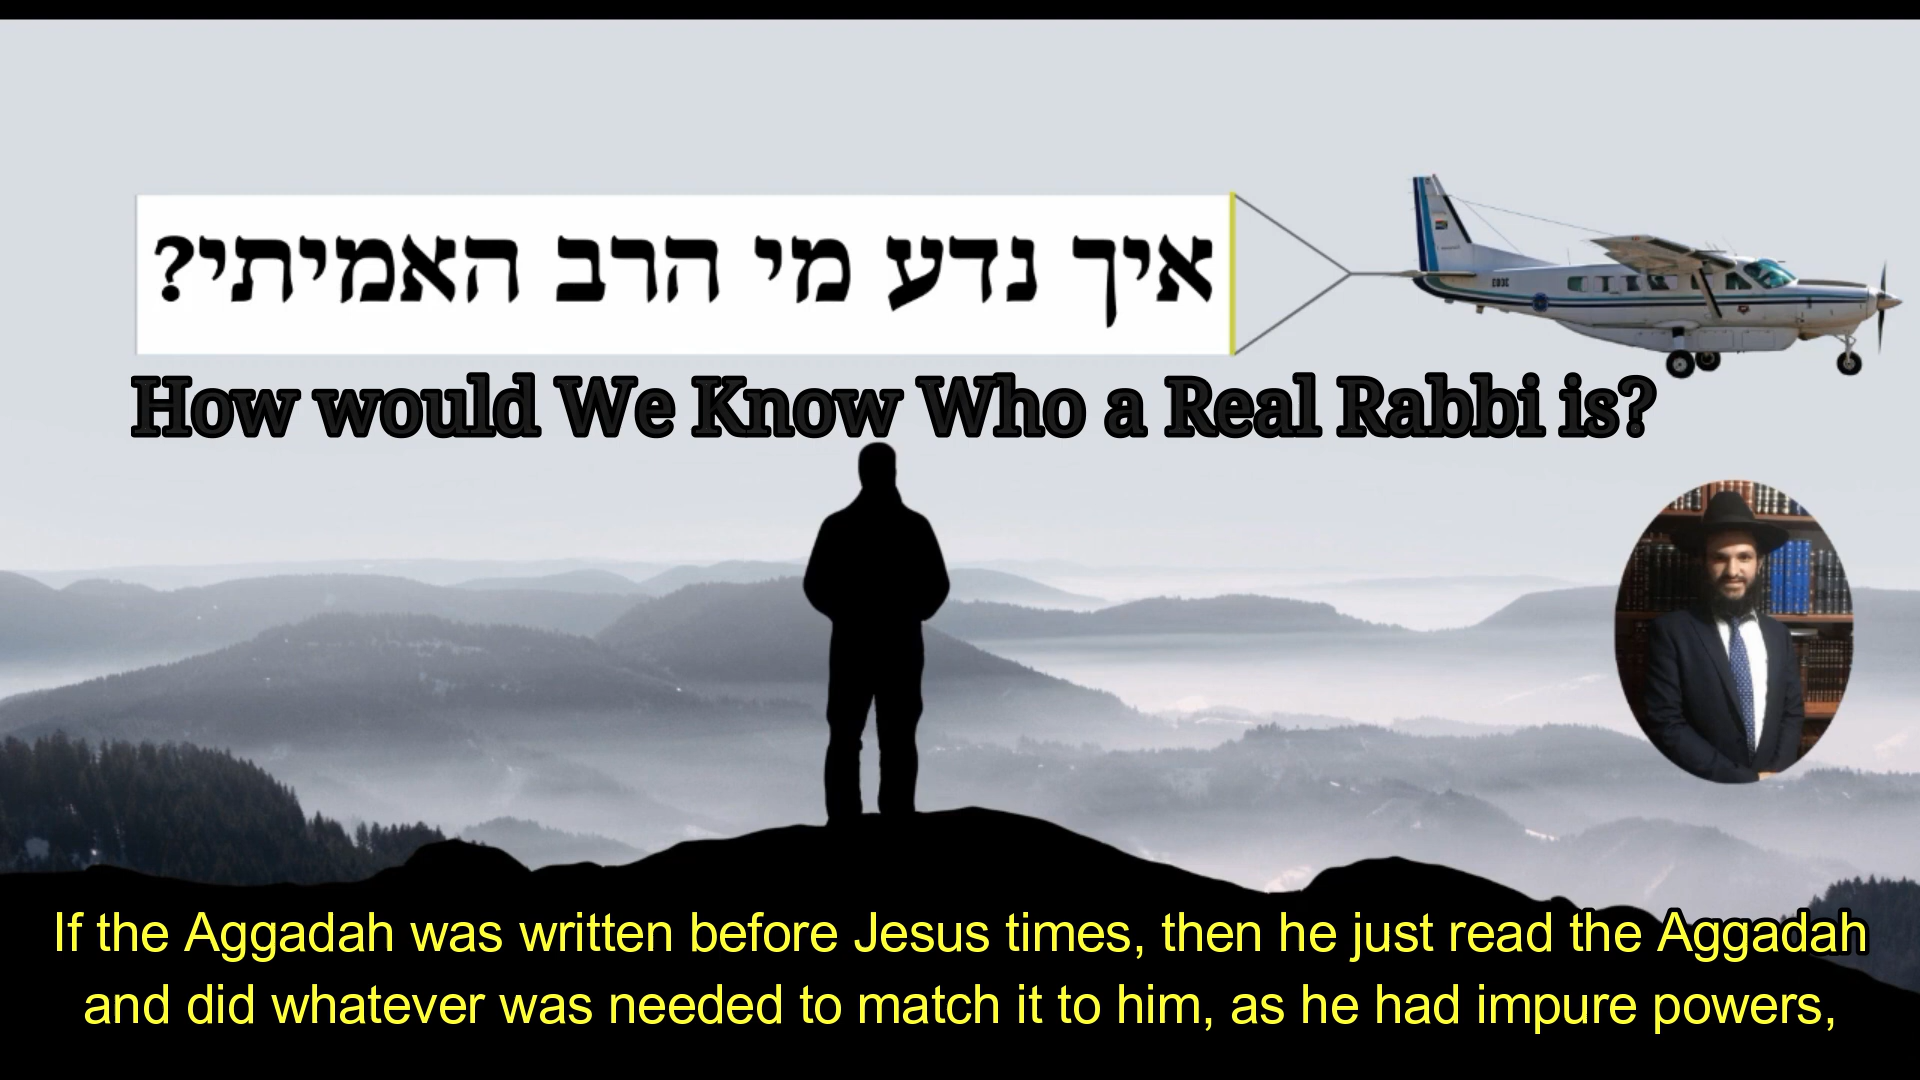 איך נדע מי הרב האמיתי?
How would We Know Who a Real Rabbi is?
If the Aggadah was written before Jesus times, then he just read the Aggadah
and did whatever was needed to match it to him, as he had impure powers,